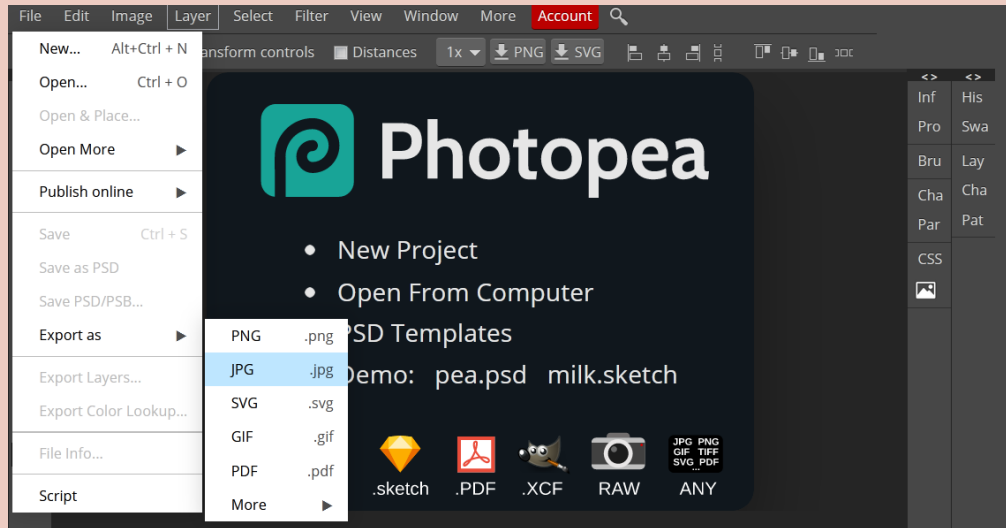 File Edit Image Layer Select Filter View Window More Account
New... Alt+Ctrl + N
Open... Ctrl + O
Open & Place...
Open More
Publish online
Save Ctrl + S
Save as PSD
Save PSD/PSB...
Export as
Export Layers...
Export Color Lookup...
File Info...
Script
PNG .png
JPG .jpg
SVG .svg
GIF .gif
PDF .pdf
More
ansform controls Distances 1x PNG SVG
Photopea
New Project
Open From Computer
PSD Templates
Demo: pea.psd milk.sketch
JPG PNG
GIF TIFF
SVG PDF
...
.sketch .PDF .XCF RAW ANY
< > < >
Inf His
Pro Swa
Bru Lay
Cha Cha
Par Pat
CSS